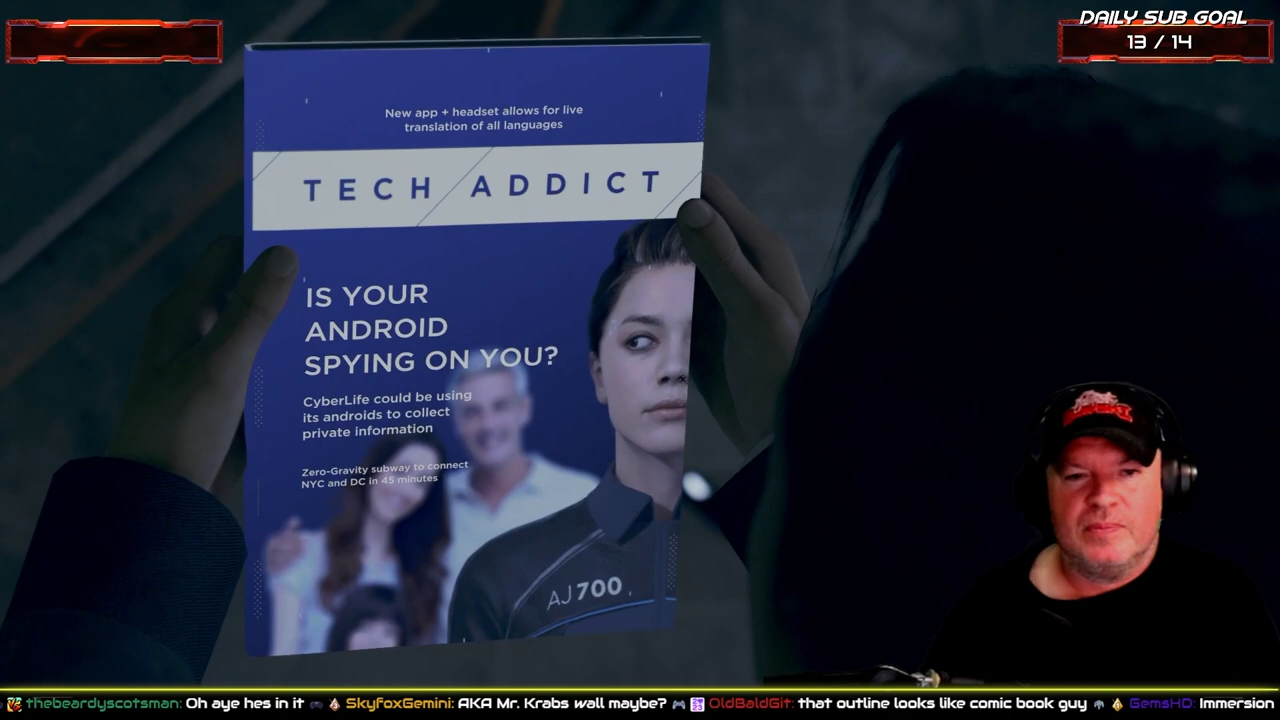 DAILY SUB GOAL
13 / 14
New app + headset allows for live
translation of all languages
TECH ADDICT
IS YOUR
ANDROID
SPYING ON YOU?
CyberLife could be using
its androids to collect
private information
Zero-Gravity subway to connect
NYC and DC in 45 minutes
AJ700
thebeardyscotsman: Oh aye hes in it SkyfoxGemini: AKA Mr. Krabs wall maybe? OldBaldGit: that outline looks like comic book guy GemsHD: Immersion